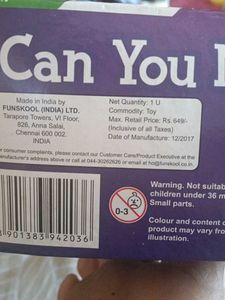 Can You
Made in India by
FUNSKOOL (INDIA) LTD.
Tarapore Towers, VI Floor,
826, Anna Salai,
Chennai 600 002.
INDIA
Net Quantity: 1 U
Commodity: Toy
Max. Retail Price: Rs. 649/-
(Inclusive of all Taxes)
Date of Manufacture: 12/2017
consumer complaints, please contact our Customer Care/Product Executive at the
manufacturer's address above or call at 044-30262626 or email at ho@funskool.co.in
0-3
Warning. Not suitable
children under 36 m
Small parts.
Colour and content o
product may vary from
illustration.
901383 942036